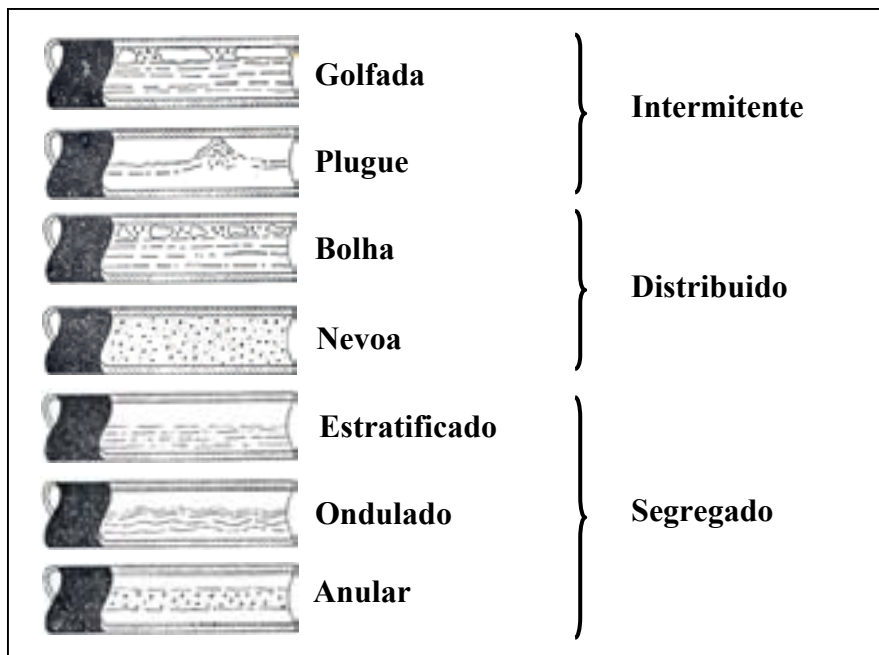 Golfada
Intermitente
Plugue
Bolha
Distribuido
Nevoa
Estratificado
Ondulado
Segregado
Anular